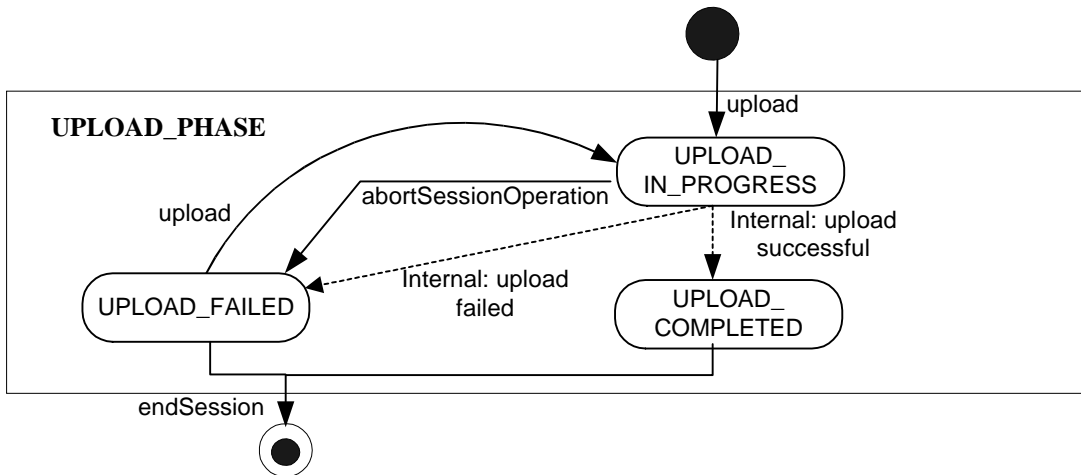 upload
UPLOAD_PHASE
UPLOAD_
IN_PROGRESS
abortSessionOperation
upload
Internal: upload
successful
Internal: upload
failed
UPLOAD_FAILED
UPLOAD_
COMPLETED
endSession